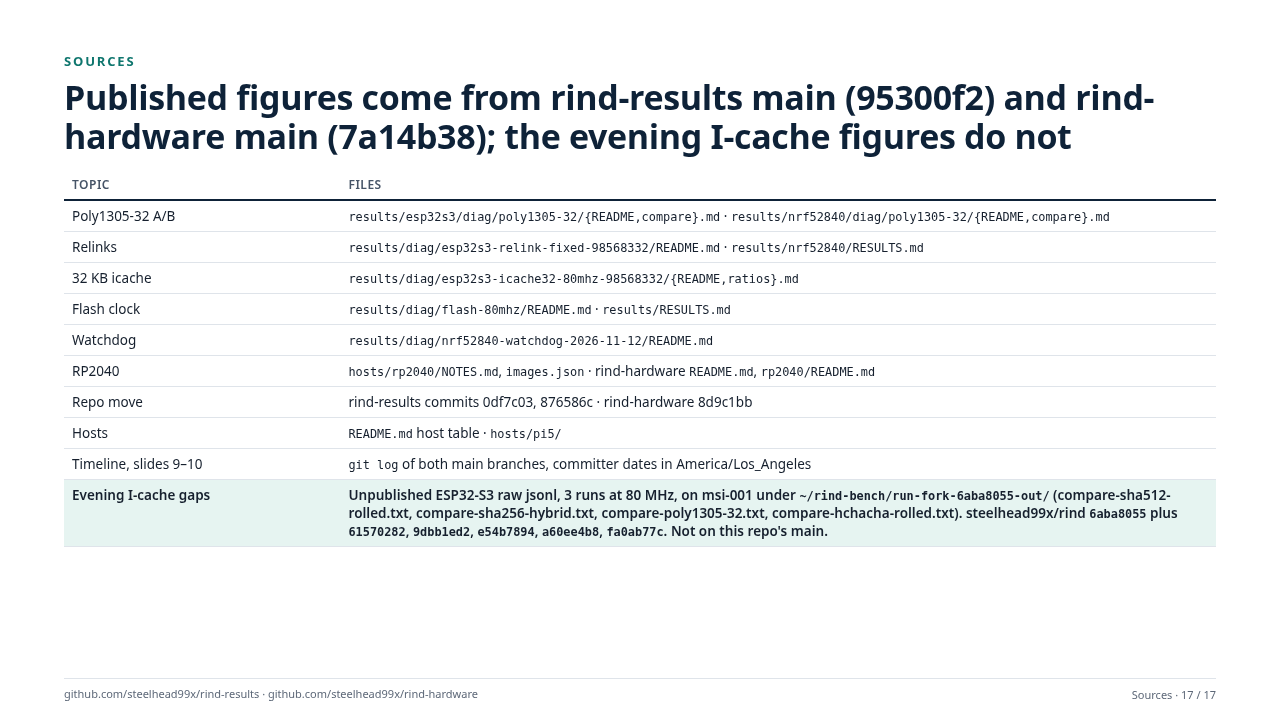 SOURCES
Published figures come from rind-results main (95300f2) and rind-
hardware main (7a14b38); the evening I-cache figures do not
TOPIC FILES
Poly1305-32 A/B results/esp32s3/diag/poly1305-32/{README,compare}.md · results/nrf52840/diag/poly1305-32/{README,compare}.md
Relinks results/diag/esp32s3-relink-fixed-98568332/README.md · results/nrf52840/RESULTS.md
32 KB icache results/diag/esp32s3-icache32-80mhz-98568332/{README,ratios}.md
Flash clock results/diag/flash-80mhz/README.md · results/RESULTS.md
Watchdog results/diag/nrf52840-watchdog-2026-11-12/README.md
RP2040 hosts/rp2040/NOTES.md, images.json · rind-hardware README.md, rp2040/README.md
Repo move rind-results commits 0df7c03, 876586c · rind-hardware 8d9c1bb
Hosts README.md host table · hosts/pi5/
Timeline, slides 9–10 git log of both main branches, committer dates in America/Los_Angeles
Evening I-cache gaps Unpublished ESP32-S3 raw jsonl, 3 runs at 80 MHz, on msi-001 under ~/rind-bench/run-fork-6aba8055-out/ (compare-sha512-
rolled.txt, compare-sha256-hybrid.txt, compare-poly1305-32.txt, compare-hchacha-rolled.txt). steelhead99x/rind 6aba8055 plus
61570282, 9dbb1ed2, e54b7894, a60ee4b8, fa0ab77c. Not on this repo's main.
github.com/steelhead99x/rind-results · github.com/steelhead99x/rind-hardware
Sources · 17 / 17